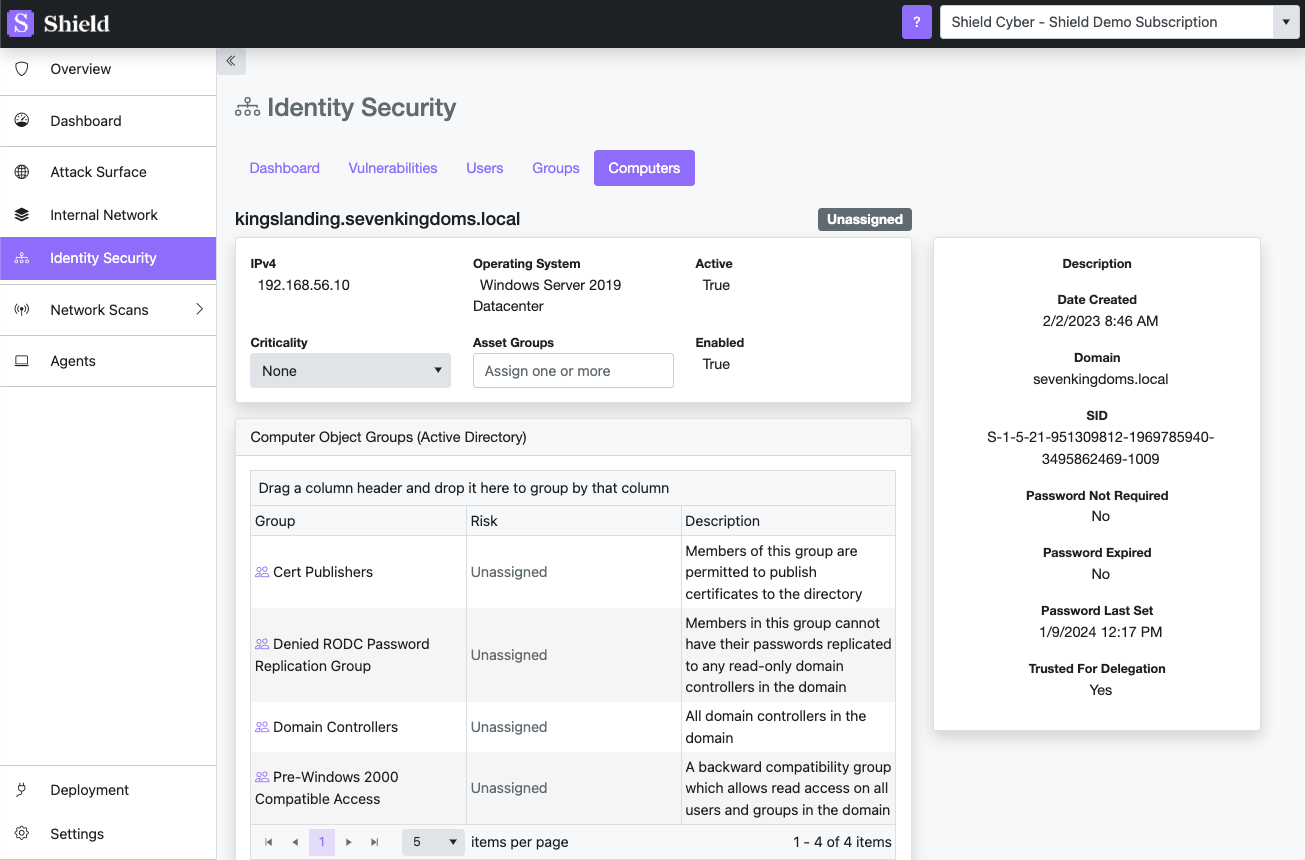 S Shield
? Shield Cyber - Shield Demo Subscription
Overview
Dashboard
Attack Surface
Internal Network
Identity Security
Network Scans
Agents
Deployment
Settings
Identity Security
Dashboard Vulnerabilities Users Groups Computers
kingslanding.sevenkingdoms.local Unassigned
IPv4
192.168.56.10
Operating System
Windows Server 2019
Datacenter
Active
True
Criticality
None
Asset Groups
Assign one or more
Enabled
True
Computer Object Groups (Active Directory)
Drag a column header and drop it here to group by that column
Group Risk Description
Cert Publishers
Unassigned
Members of this group are
permitted to publish
certificates to the directory
Denied RODC Password
Replication Group
Unassigned
Members in this group cannot
have their passwords replicated
to any read-only domain
controllers in the domain
Domain Controllers
Unassigned
All domain controllers in the
domain
Pre-Windows 2000
Compatible Access
Unassigned
A backward compatibility group
which allows read access on all
users and groups in the domain
1 5 items per page 1 - 4 of 4 items
Description
Date Created
2/2/2023 8:46 AM
Domain
sevenkingdoms.local
SID
S-1-5-21-951309812-1969785940-
3495862469-1009
Password Not Required
No
Password Expired
No
Password Last Set
1/9/2024 12:17 PM
Trusted For Delegation
Yes